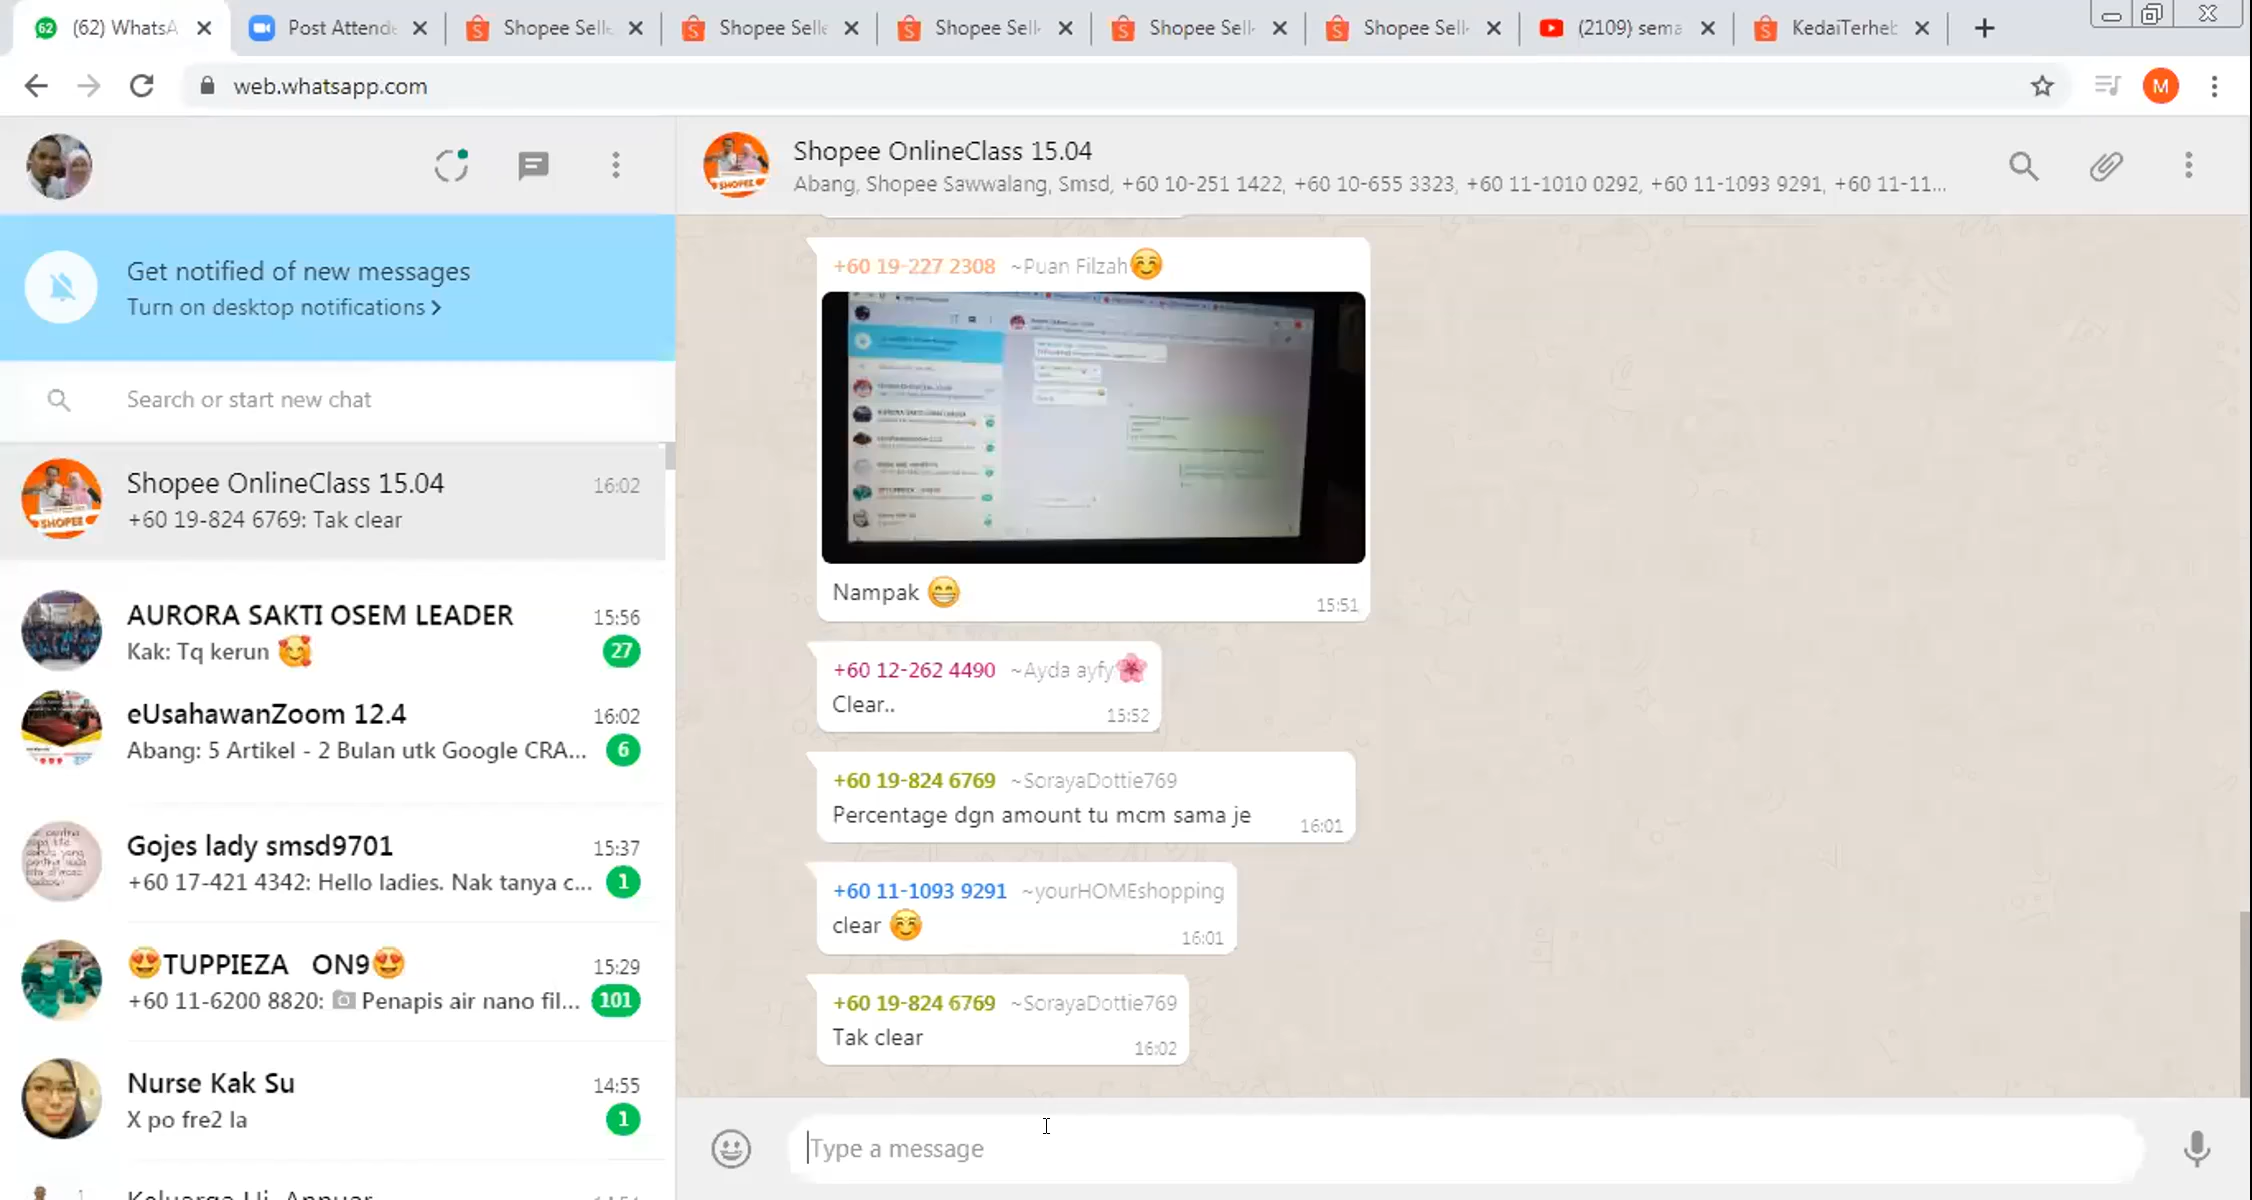 62 (62) WhatsA
Post Attende
Shopee Sell
Shopee Selle
Shopee Sell
Shopee Sell
Shopee Sell
(2109) sema
KedaiTerheb
web.whatsapp.com
M
Get notified of new messages
Turn on desktop notifications
Search or start new chat
Shopee OnlineClass 15.04 16:02
+60 19-824 6769: Tak clear
SHOPEE
AURORA SAKTI OSEM LEADER 15:56
Kak: Tq kerun 🥰 27
eUsahawanZoom 12.4 16:02
Abang: 5 Artikel - 2 Bulan utk Google CRA... 6
Gojes lady smsd9701 15:37
+60 17-421 4342: Hello ladies. Nak tanya c... 1
😍TUPPIEZA ON9😍 15:29
+60 11-6200 8820: Penapis air nano fil... 101
Nurse Kak Su 14:55
X po fre2 la 1
Shopee OnlineClass 15.04
Abang, Shopee Sawwalang, Smsd, +60 10-251 1422, +60 10-655 3323, +60 11-1010 0292, +60 11-1093 9291, +60 11-11...
SHOPEE
+60 19-227 2308 ~Puan Filzah☺️
Nampak 😁 15:51
+60 12-262 4490 ~Ayda ayfy🌸
Clear.. 15:52
+60 19-824 6769 ~SorayaDottie769
Percentage dgn amount tu mcm sama je 16:01
+60 11-1093 9291 ~yourHOMEshopping
clear ☺️ 16:01
+60 19-824 6769 ~SorayaDottie769
Tak clear 16:02
Type a message